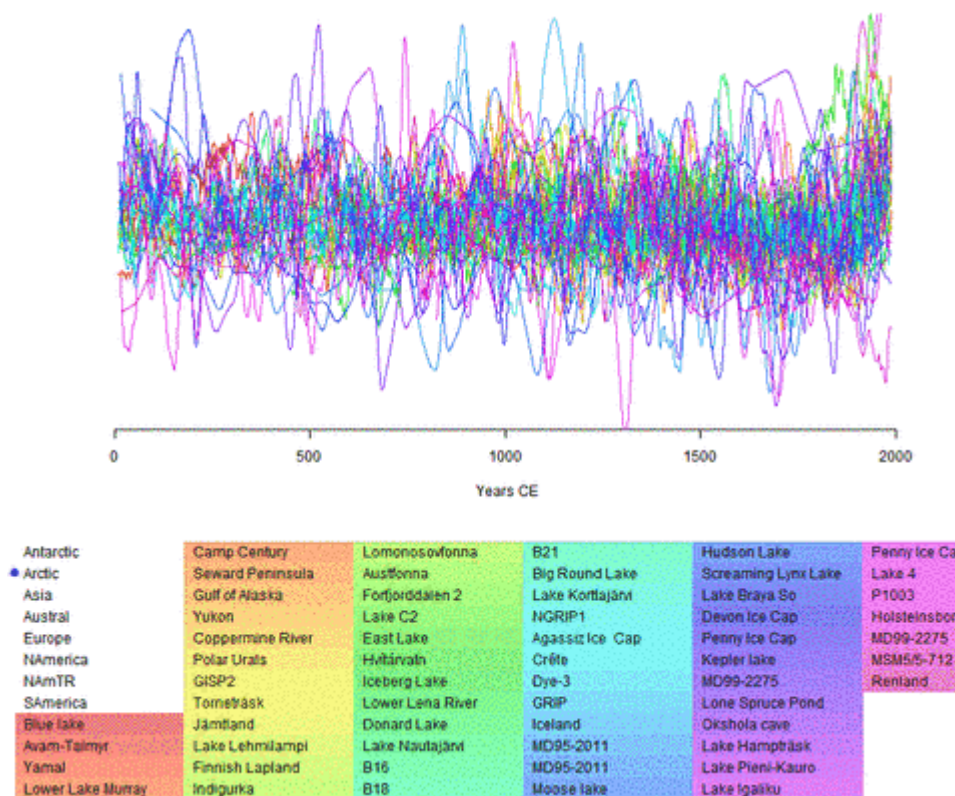 0
500
1000
1500
2000
Years CE
Antarctic
Arctic
Asia
Austral
Europe
NAmerica
NAmTR
SAmerica
Blue lake
Avam-Taimyr
Yamal
Lower Lake Murray
Camp Century
Seward Peninsula
Gulf of Alaska
Yukon
Coppermine River
Polar Urals
GISP2
Torneträsk
Jämtland
Lake Lehmilampi
Finnish Lapland
Indigurka
Lomonosovfonna
Austfonna
Forfjorddalen 2
Lake C2
East Lake
Hvítárvatn
Iceberg Lake
Lower Lena River
Donard Lake
Lake Nautajärvi
B16
B18
B21
Big Round Lake
Lake Kortlajärvi
NGRIP1
Agassiz Ice Cap
Crête
Dye-3
GRIP
Iceland
MD95-2011
MD95-2011
Moose lake
Hudson Lake
Screaming Lynx Lake
Lake Braya So
Devon Ice Cap
Penny Ice Cap
Kepler lake
MD99-2275
Lone Spruce Pond
Okshola cave
Lake Hampträsk
Lake Pieni-Kauro
Lake Igaliku
Penny Ice Ca
Lake 4
P1003
Holsteinsbor
MD99-2275
MSM5/5-712
Renland